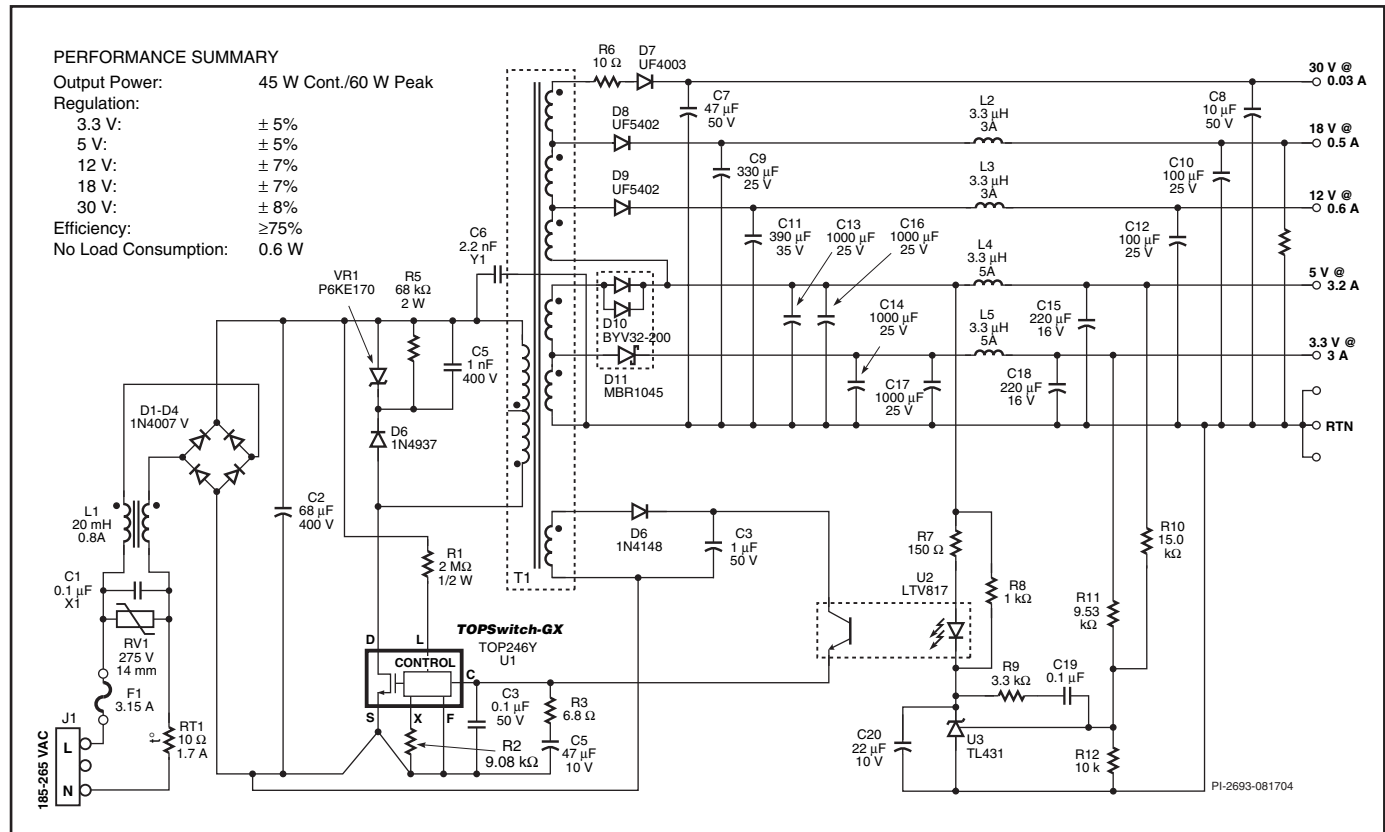 PERFORMANCE SUMMARY
Output Power: 45 W Cont./60 W Peak
Regulation:
3.3 V: ± 5%
5 V: ± 5%
12 V: ± 7%
18 V: ± 7%
30 V: ± 8%
Efficiency: ≥75%
No Load Consumption: 0.6 W
R6
10 Ω
D7
UF4003
C7
47 µF
50 V
D8
UF5402
C9
330 µF
25 V
D9
UF5402
L2
3.3 µH
3A
L3
3.3 µH
3A
C8
10 µF
50 V
C10
100 µF
25 V
30 V @
0.03 A
18 V @
0.5 A
12 V @
0.6 A
C11
390 µF
35 V
C13
1000 µF
25 V
C16
1000 µF
25 V
L4
3.3 µH
5A
C12
100 µF
25 V
5 V @
3.2 A
C6
2.2 nF
Y1
VR1
P6KE170
R5
68 kΩ
2 W
C5
1 nF
400 V
D10
BYV32-200
D11
MBR1045
C14
1000 µF
25 V
C17
1000 µF
25 V
L5
3.3 µH
5A
C15
220 µF
16 V
C18
220 µF
16 V
3.3 V @
3 A
RTN
D1-D4
1N4007 V
D6
1N4937
L1
20 mH
0.8A
C2
68 µF
400 V
C1
0.1 µF
X1
RV1
275 V
14 mm
F1
3.15 A
J1
L
N
185-265 VAC
t°
RT1
10 Ω
1.7 A
R1
2 MΩ
1/2 W
T1
D6
1N4148
C3
1 µF
50 V
TOPSwitch-GX
TOP246Y
U1
D
L
CONTROL
C
S
X
F
R2
9.08 kΩ
C3
0.1 µF
50 V
R3
6.8 Ω
C5
47 µF
10 V
R7
150 Ω
U2
LTV817
R8
1 kΩ
R10
15.0
kΩ
R11
9.53
kΩ
R9
3.3 kΩ
C19
0.1 µF
C20
22 µF
10 V
U3
TL431
R12
10 k
PI-2693-081704